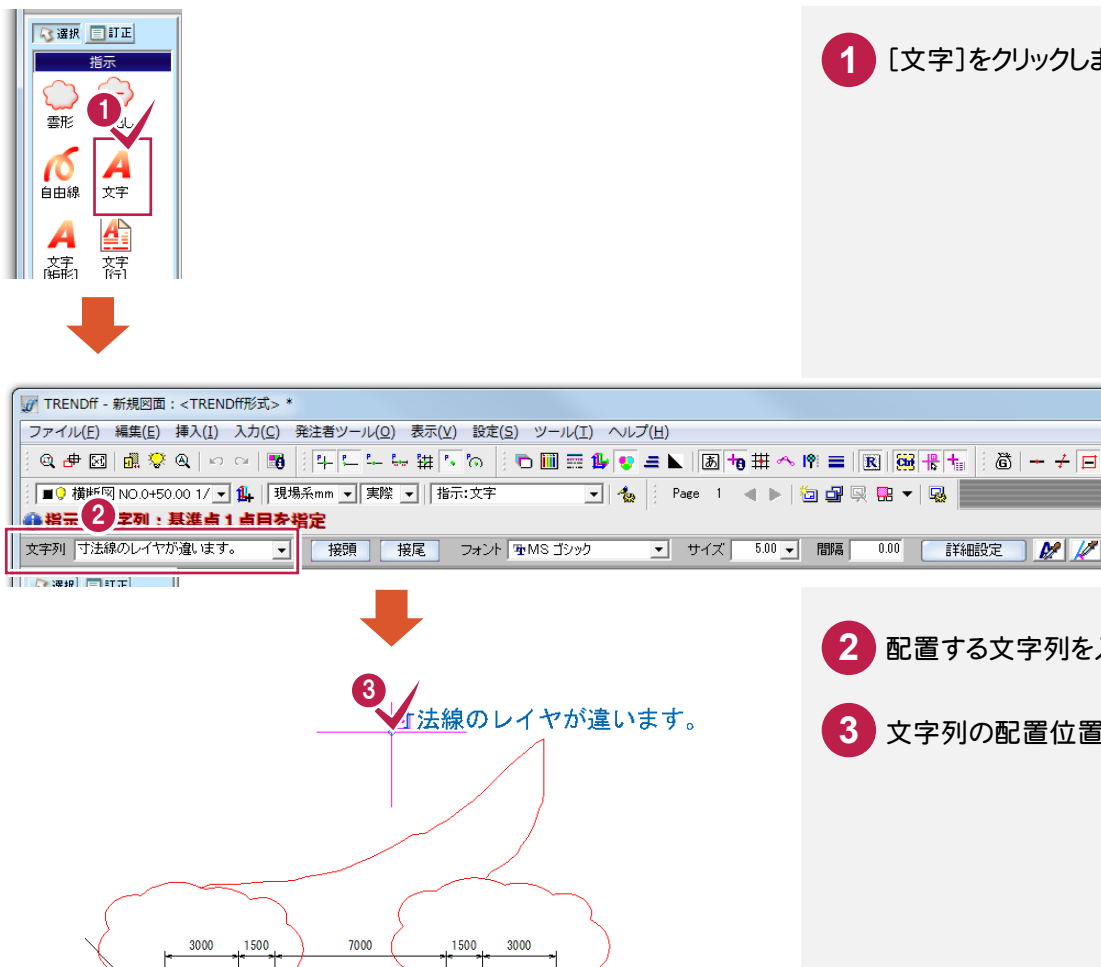 選択 訂正
指示
1
雲形
自由線 文字
文字 文字
[矩形] [行]
1 [文字]をクリックしま
TRENDff - 新規図面 : <TRENDff形式> *
ファイル(F) 編集(E) 挿入(I) 入力(C) 発注者ツール(O) 表示(V) 設定(S) ツール(T) ヘルプ(H)
横断図 NO.0+50.00 1/ 現場系mm 実際 指示:文字 Page 1
2
字列 : 基準点1点目を指定
文字列 寸法線のレイヤが違います。 接頭 接尾 フォント MS ゴシック サイズ 5.00 間隔 0.00 詳細設定
選択 訂正
2 配置する文字列を
3 文字列の配置位置
3
寸法線のレイヤが違います。
3000 1500 7000 1500 3000